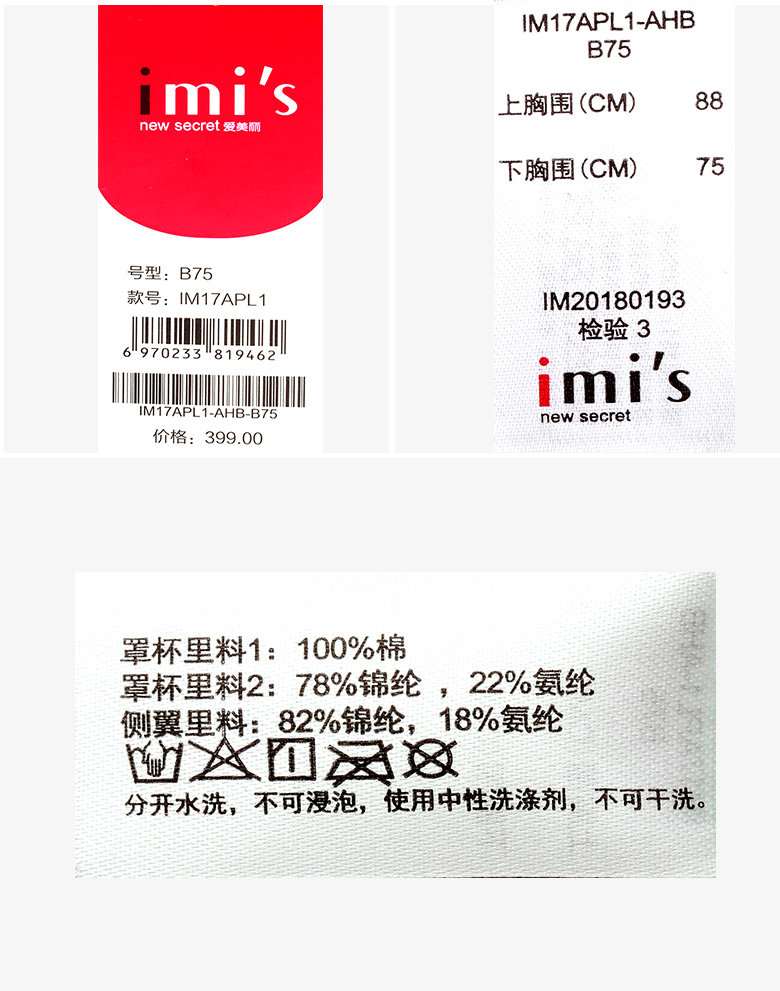 imi's
new secret 爱美丽
号型：B75
款号：IM17APL1
6 970233 819462
IM17APL1-AHB-B75
价格：399.00
IM17APL1-AHB
B75
上胸围(CM) 88
下胸围(CM) 75
IM20180193
检验 3
imi's
new secret
罩杯里料1：100%棉
罩杯里料2：78%锦纶 ，22%氨纶
侧翼里料：82%锦纶，18%氨纶
分开水洗，不可浸泡，使用中性洗涤剂，不可干洗。